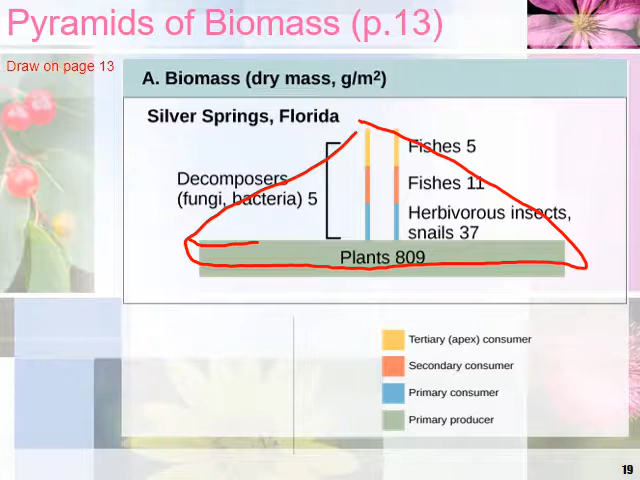 Pyramids of Biomass (p.13)
Draw on page 13
A. Biomass (dry mass, g/m²)
Silver Springs, Florida
Fishes 5
Decomposers
(fungi, bacteria) 5
Fishes 11
Herbivorous insects,
snails 37
Plants 809
Tertiary (apex) consumer
Secondary consumer
Primary consumer
Primary producer
19